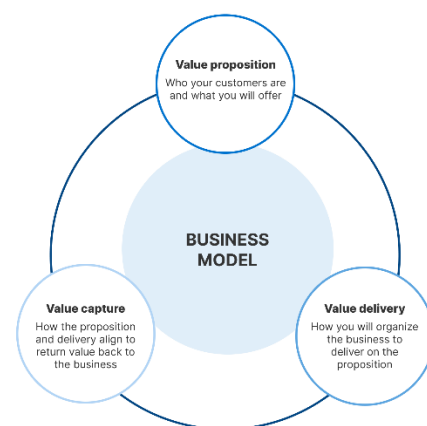 Value proposition
Who your customers are
and what you will offer
BUSINESS
MODEL
Value capture
How the proposition
and delivery align to
return value back to
the business
Value delivery
How you will organize
the business to
deliver on the
proposition